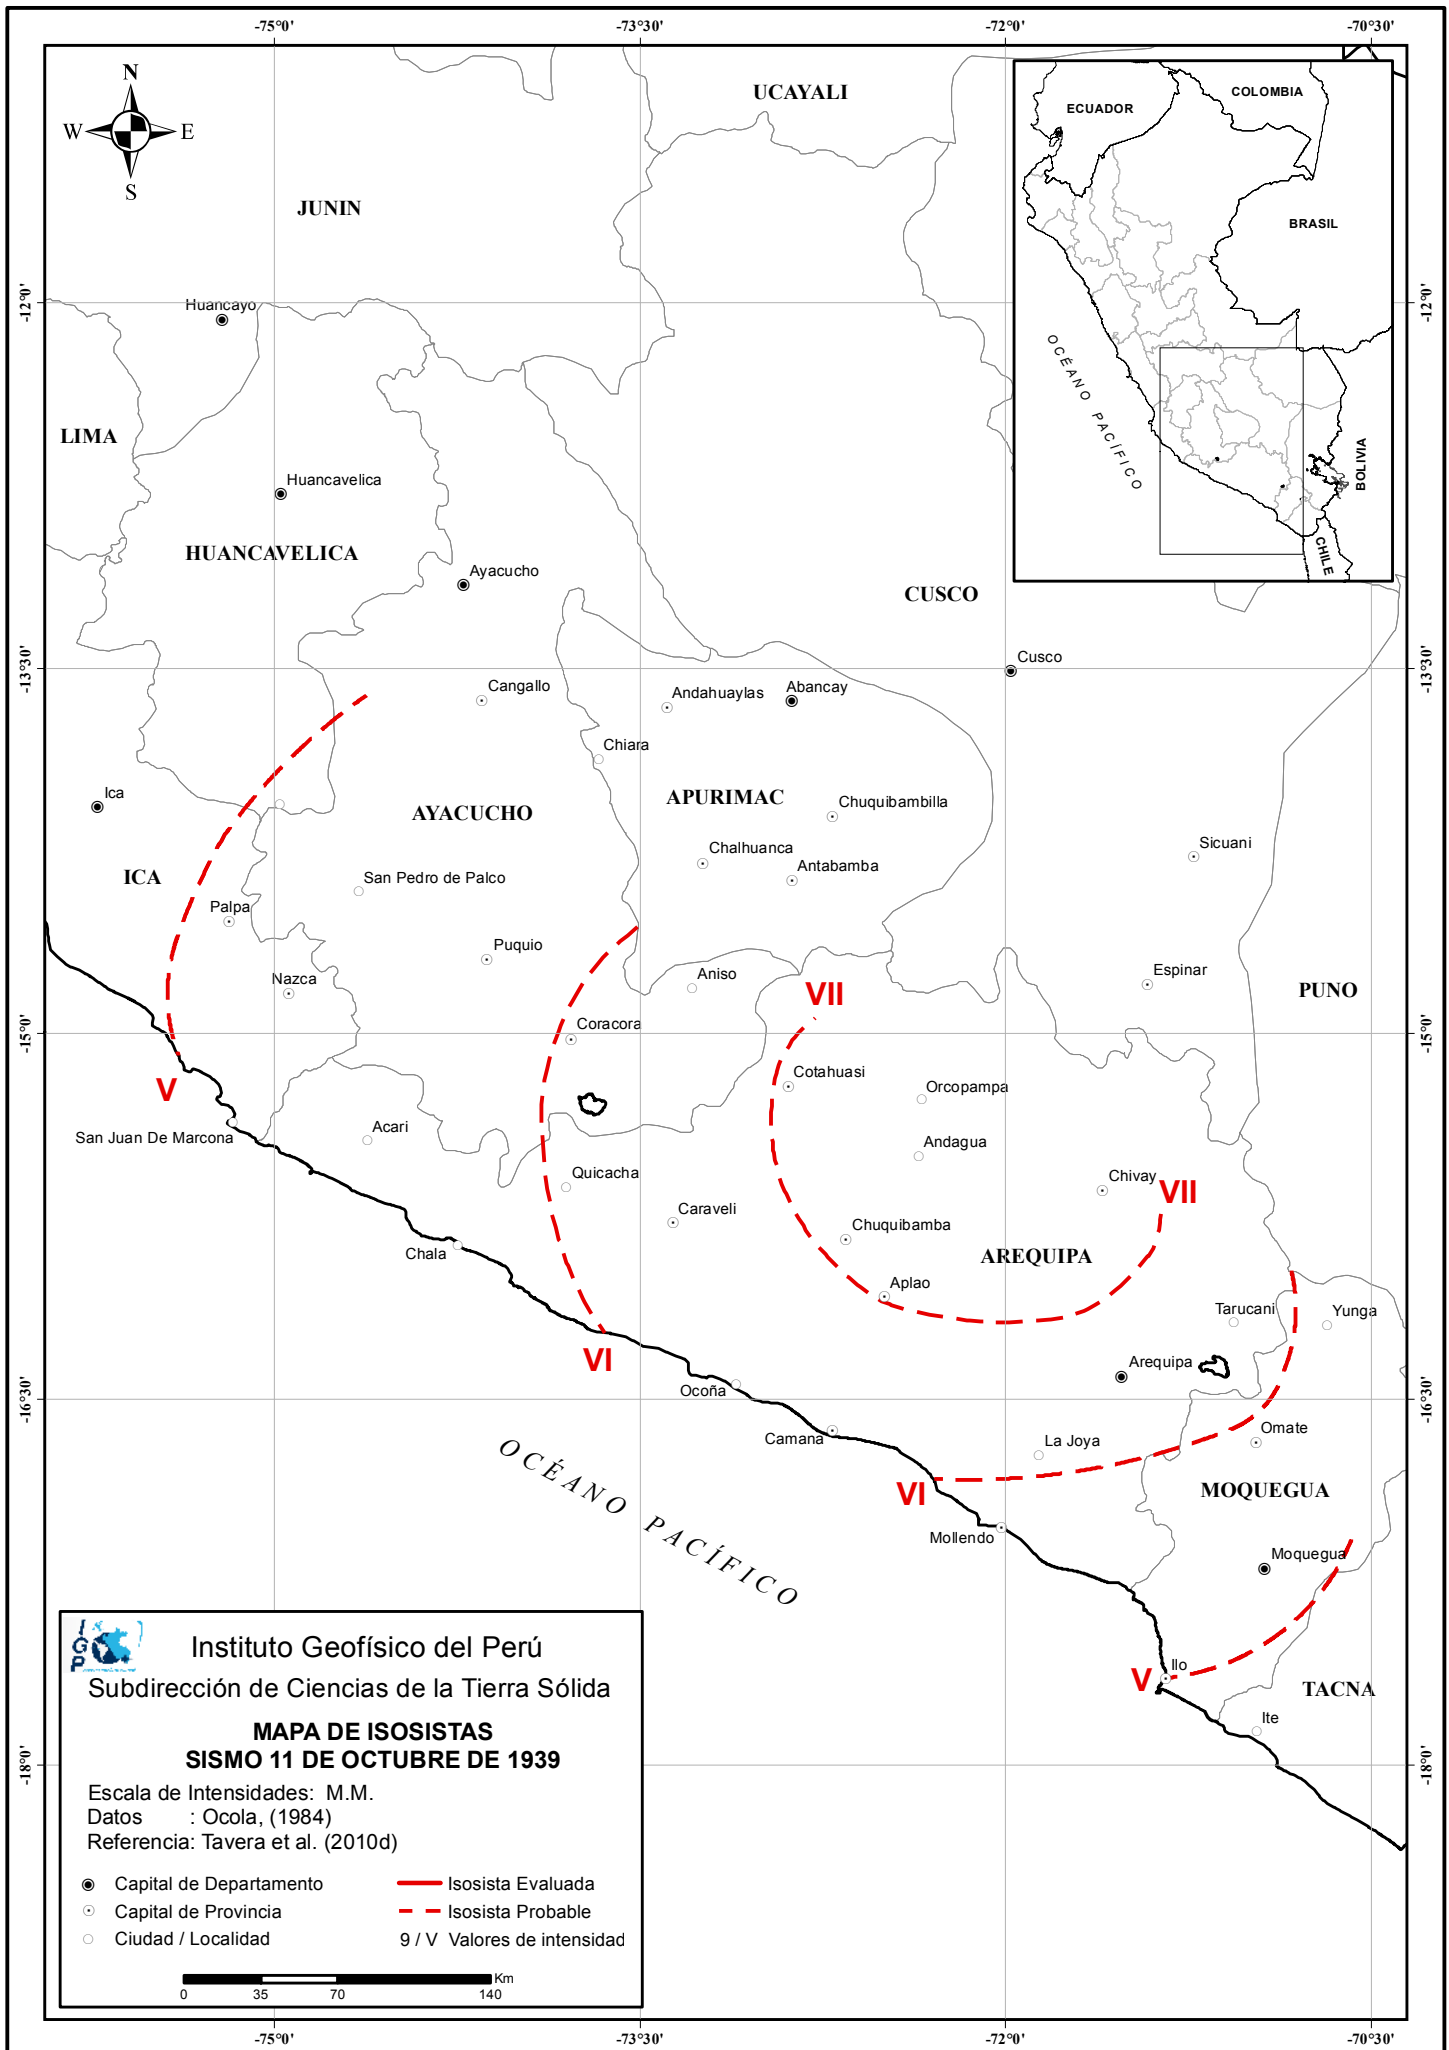 -75°0'
-73°30'
-72°0'
-70°30'
N
W
E
S
UCAYALI
JUNIN
ECUADOR
COLOMBIA
BRASIL
OCÉANO PACÍFICO
BOLIVIA
CHILE
-12°0'
-12°0'
Huancayo
LIMA
Huancavelica
HUANCAVELICA
Ayacucho
CUSCO
-13°30'
-13°30'
Cusco
Cangallo
Andahuaylas
Abancay
Chiara
Ica
AYACUCHO
APURIMAC
Chuquibambilla
Chalhuanca
Sicuani
ICA
San Pedro de Palco
Antabamba
Palpa
Puquio
Nazca
Aniso
VII
Espinar
PUNO
-15°0'
-15°0'
Coracora
V
Cotahuasi
Orcopampa
San Juan De Marcona
Acari
Andagua
Quicacha
Chivay
VII
Caraveli
Chuquibamba
Chala
AREQUIPA
Aplao
Tarucani
Yunga
VI
Arequipa
Ocoña
-16°30'
-16°30'
Camana
La Joya
Omate
OCÉANO PACÍFICO
VI
MOQUEGUA
Mollendo
Moquegua
V
Ilo
TACNA
Ite
-18°0'
-18°0'
IGP
Instituto Geofísico del Perú
Subdirección de Ciencias de la Tierra Sólida
MAPA DE ISOSISTAS
SISMO 11 DE OCTUBRE DE 1939
Escala de Intensidades: M.M.
Datos : Ocola, (1984)
Referencia: Tavera et al. (2010d)
Capital de Departamento
Isosista Evaluada
Capital de Provincia
Isosista Probable
Ciudad / Localidad
9 / V Valores de intensidad
Km
0 35 70 140
-75°0'
-73°30'
-72°0'
-70°30'